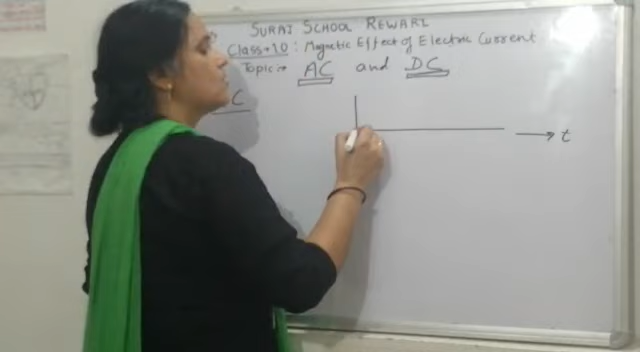 SURAJ SCHOOL REWARI
Class-10 : Magnetic Effect of Electric Current
Topic:- AC and DC
C
t